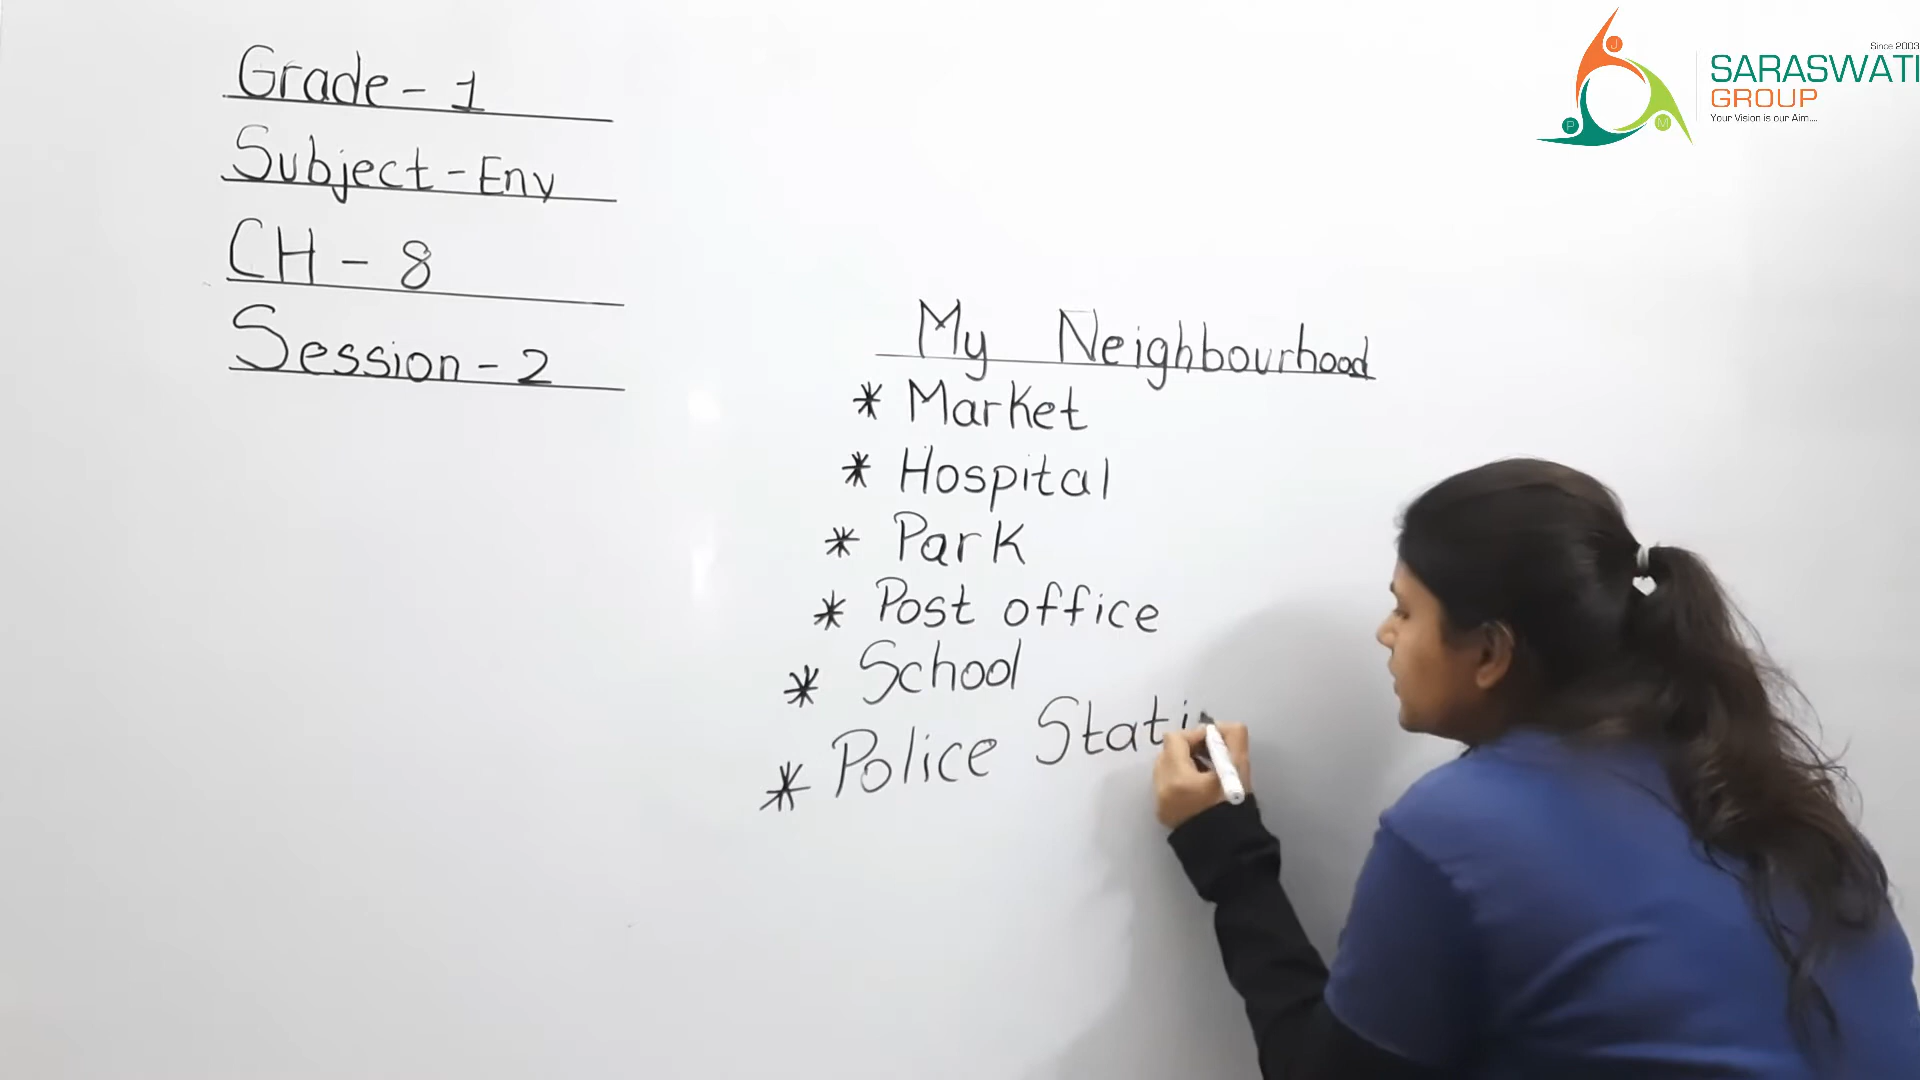 Grade - 1
Subject - Env
CH - 8
Session - 2
My Neighbourhood
* Market
* Hospital
* Park
* Post office
* School
* Police Stati
Since 2003
SARASWATI
GROUP
Your Vision is our Aim....
J
P
M